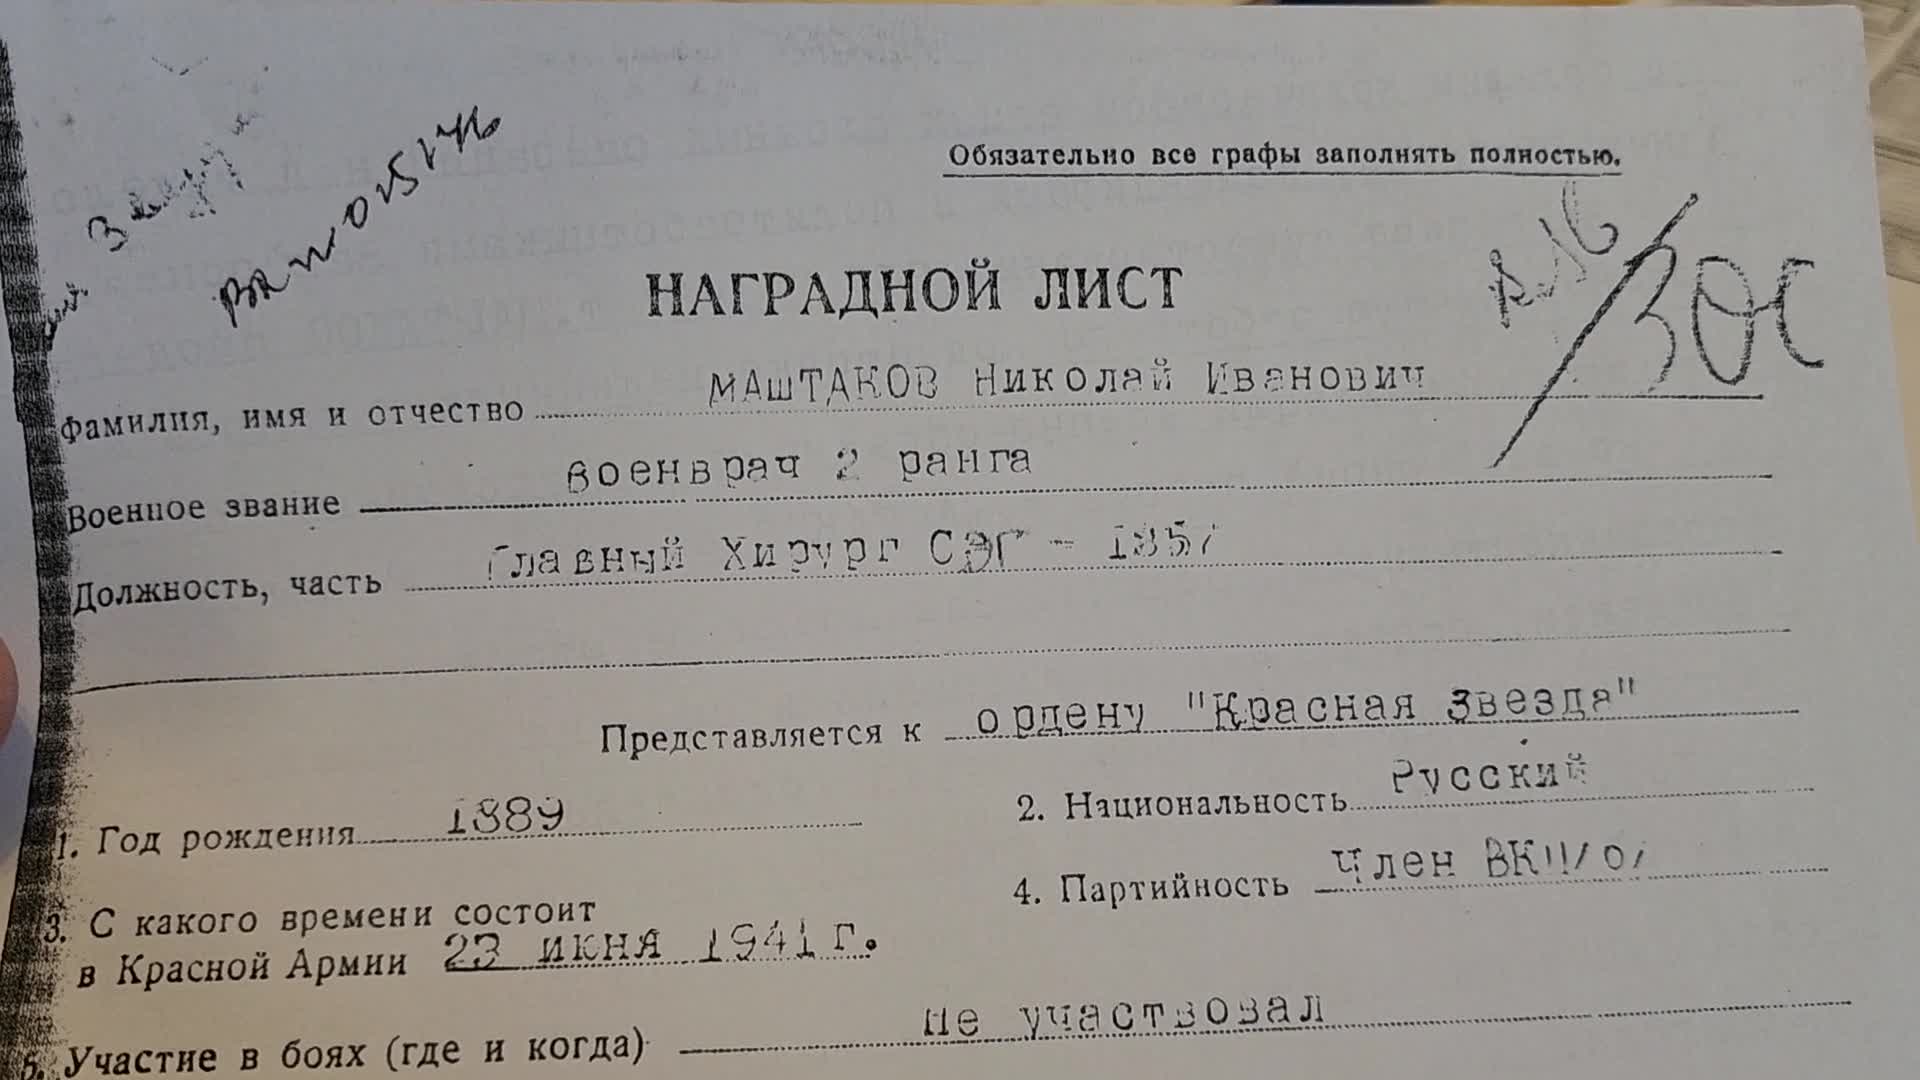 Обязательно все графы заполнять полностью.
НАГРАДНОЙ ЛИСТ
Фамилия, имя и отчество МАШТАКОВ Николай Иванович
Военное звание военврач 2 ранга
Должность, часть Главный Хирург СЭГ - 1857
Представляется к ордену "Красная Звезда"
1. Год рождения 1889
2. Национальность Русский
3. С какого времени состоит
в Красной Армии 23 июня 1941 г.
4. Партийность Член ВКП/б/
5. Участие в боях (где и когда) не участвовал